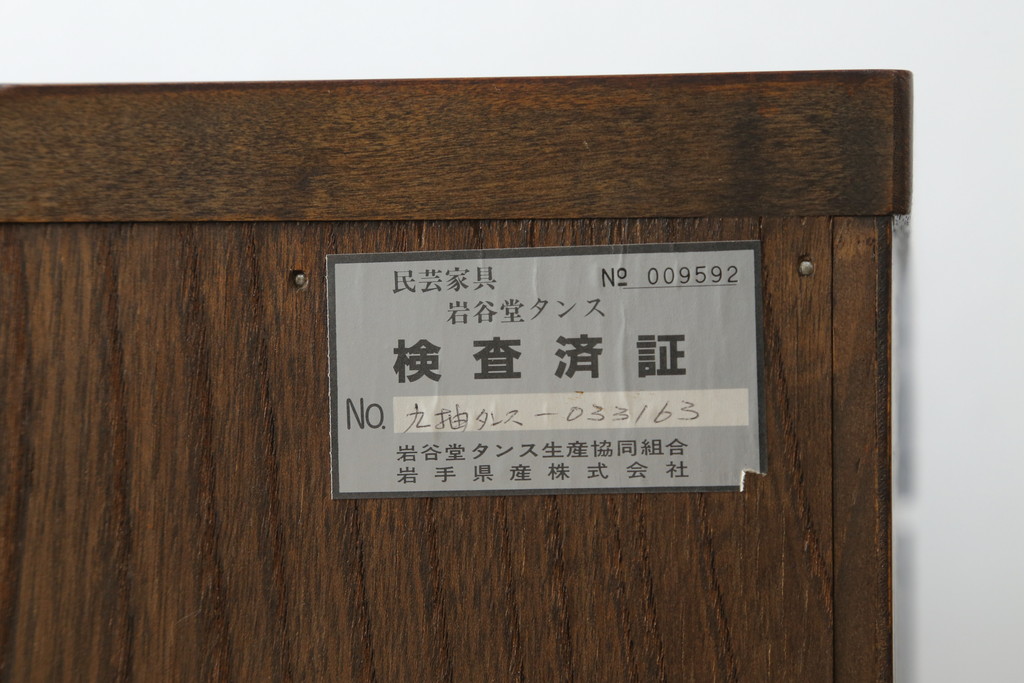 民芸家具 № 009592
岩谷堂タンス
検査済証
NO. 九抽タンス-033163
岩谷堂タンス生産協同組合
岩手県産株式会社